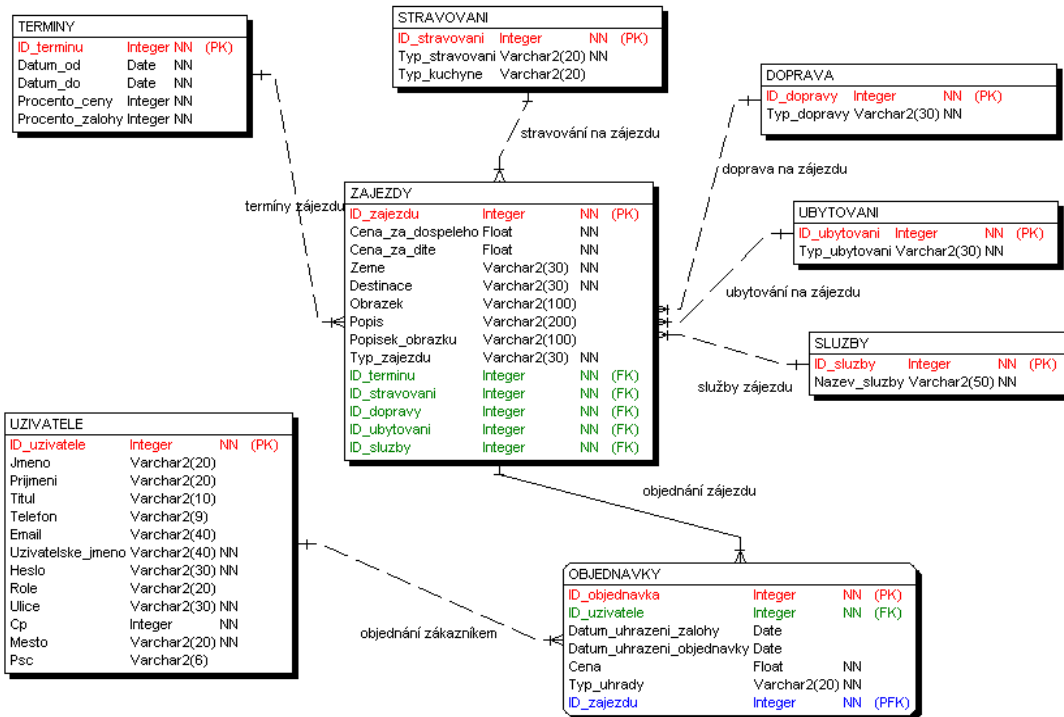 TERMINY
ID_terminu Integer NN (PK)
Datum_od Date NN
Datum_do Date NN
Procento_ceny Integer NN
Procento_zalohy Integer NN
STRAVOVANI
ID_stravovani Integer NN (PK)
Typ_stravovani Varchar2(20) NN
Typ_kuchyne Varchar2(20)
DOPRAVA
ID_dopravy Integer NN (PK)
Typ_dopravy Varchar2(30) NN
stravování na zájezdu
doprava na zájezdu
termíny zájezdu
ZAJEZDY
ID_zajezdu Integer NN (PK)
Cena_za_dospeleho Float NN
Cena_za_dite Float NN
Zeme Varchar2(30) NN
Destinace Varchar2(30) NN
Obrazek Varchar2(100)
Popis Varchar2(200)
Popisek_obrazku Varchar2(100)
Typ_zajezdu Varchar2(30) NN
ID_terminu Integer NN (FK)
ID_stravovani Integer NN (FK)
ID_dopravy Integer NN (FK)
ID_ubytovani Integer NN (FK)
ID_sluzby Integer NN (FK)
UBYTOVANI
ID_ubytovani Integer NN (PK)
Typ_ubytovani Varchar2(30) NN
ubytování na zájezdu
SLUZBY
ID_sluzby Integer NN (PK)
Nazev_sluzby Varchar2(50) NN
služby zájezdu
UZIVATELE
ID_uzivatele Integer NN (PK)
Jmeno Varchar2(20)
Prijmeni Varchar2(20)
Titul Varchar2(10)
Telefon Varchar2(9)
Email Varchar2(40)
Uzivatelske_jmeno Varchar2(40) NN
Heslo Varchar2(30) NN
Role Varchar2(20)
Ulice Varchar2(30) NN
Cp Integer NN
Mesto Varchar2(20) NN
Psc Varchar2(6)
objednání zájezdu
objednání zákazníkem
OBJEDNAVKY
ID_objednavka Integer NN (PK)
ID_uzivatele Integer NN (FK)
Datum_uhrazeni_zalohy Date
Datum_uhrazeni_objednavky Date
Cena Float NN
Typ_uhrady Varchar2(20) NN
ID_zajezdu Integer NN (PFK)